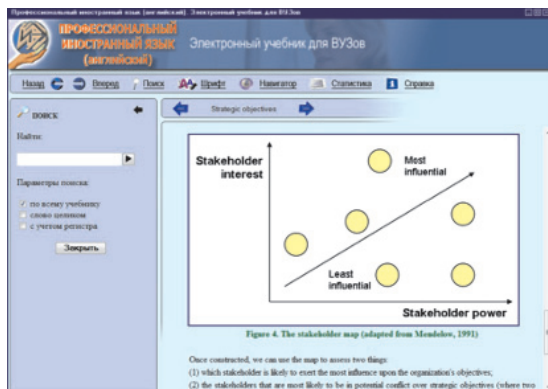 Профессиональный иностранный язык (английский) Электронный учебник для ВУЗов
ПРОФЕССИОНАЛЬНЫЙ
ИНОСТРАННЫЙ ЯЗЫК
(английский)
Электронный учебник для ВУЗов
Назад Вперед Поиск Шрифт Навигатор Статистика Справка
поиск
Найти:
Параметры поиска:
по всему учебнику
слово целиком
с учетом регистра
Закрыть
Strategic objectives
Stakeholder
interest
Most
influential
Least
influential
Stakeholder power
Figure 4. The stakeholder map (adapted from Mendelow, 1991)
Once constructed, we can use the map to assess two things:
(1) which stakeholder is likely to exert the most influence upon the organization's objectives;
(2) the stakeholders that are most likely to be in potential conflict over strategic objectives (where two